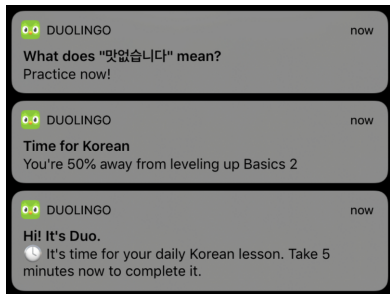 DUOLINGO now
What does "맛없습니다" mean?
Practice now!
DUOLINGO now
Time for Korean
You're 50% away from leveling up Basics 2
DUOLINGO now
Hi! It's Duo.
🕓 It's time for your daily Korean lesson. Take 5
minutes now to complete it.